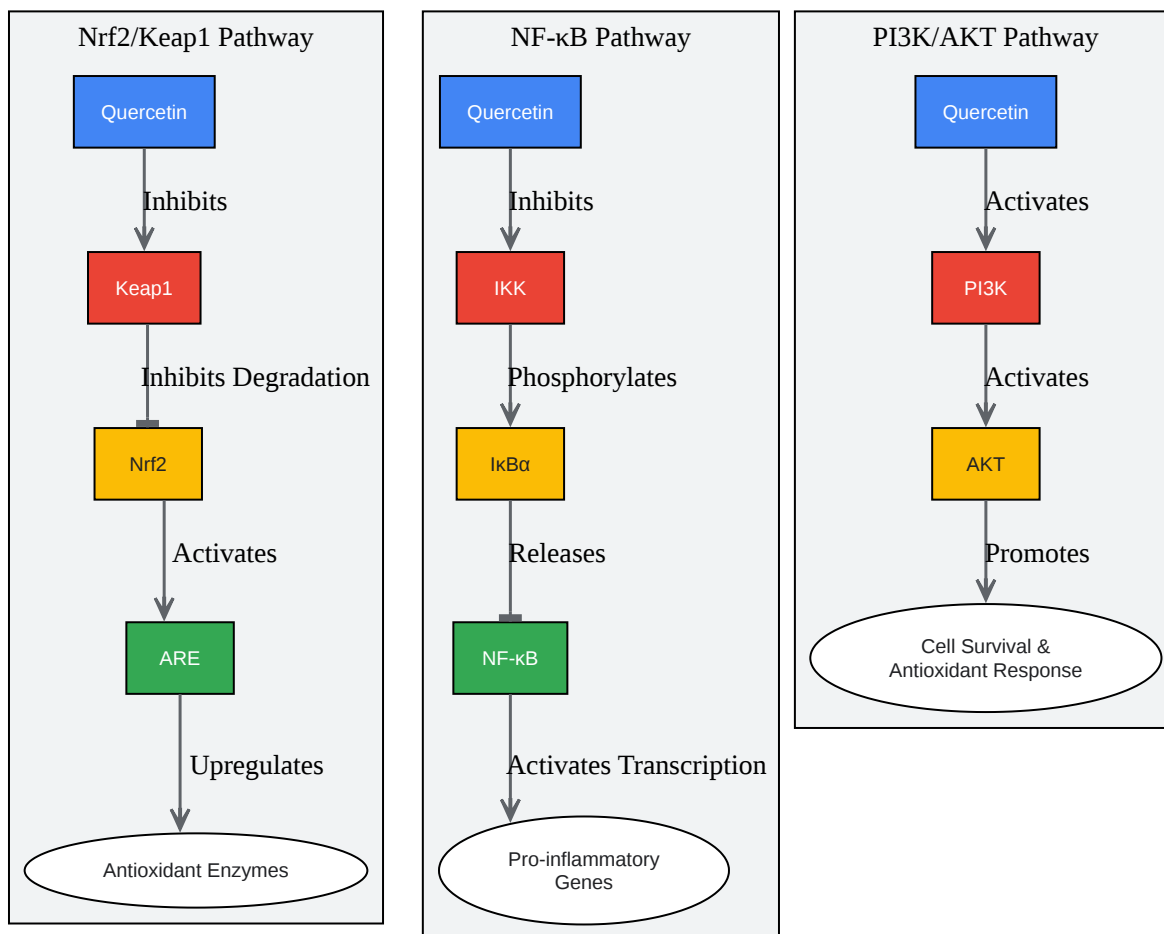 Nrf2/Keap1 Pathway
Quercetin
Inhibits
Keap1
Inhibits Degradation
Nrf2
Activates
ARE
Upregulates
Antioxidant Enzymes
NF-κB Pathway
Quercetin
Inhibits
IKK
Phosphorylates
IκBα
Releases
NF-κB
Activates Transcription
Pro-inflammatory
Genes
PI3K/AKT Pathway
Quercetin
Activates
PI3K
Activates
AKT
Promotes
Cell Survival &
Antioxidant Response